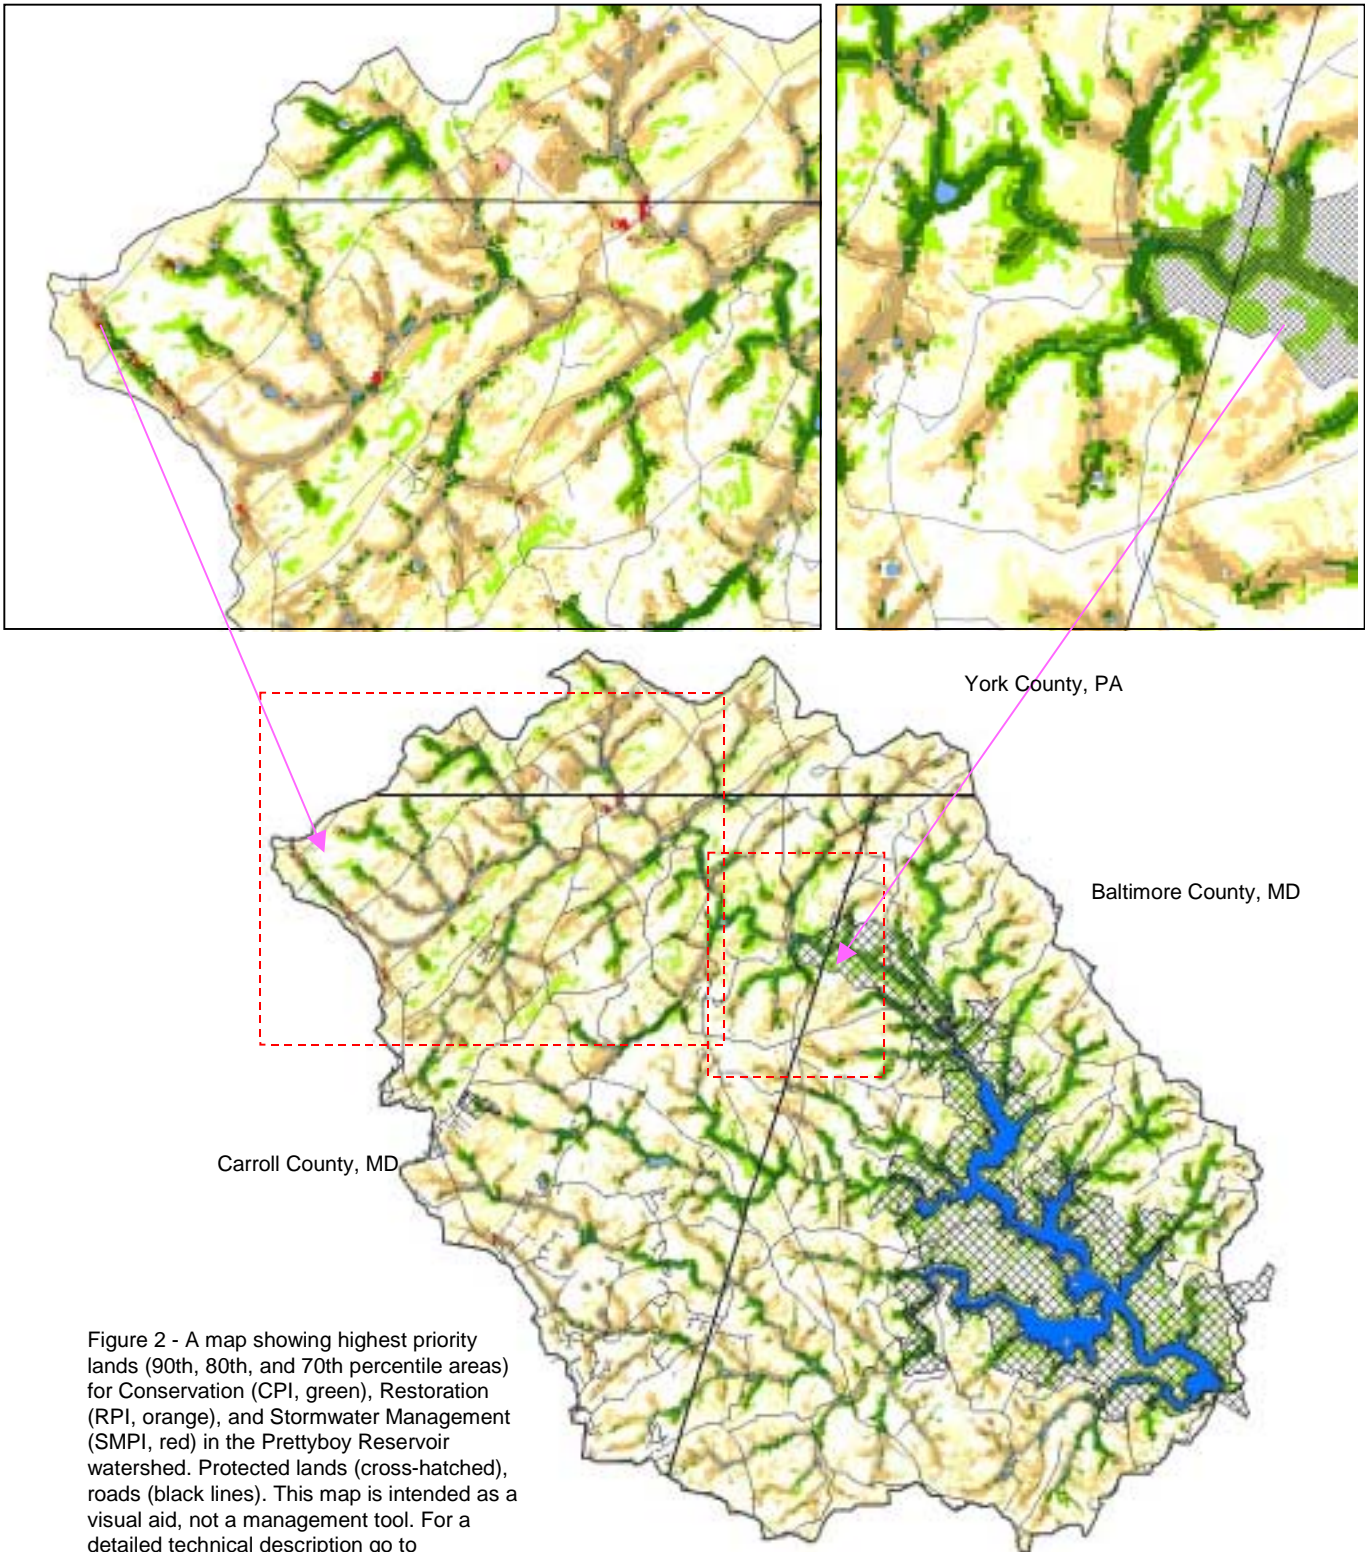 York County, PA
Baltimore County, MD
Carroll County, MD
Figure 2 - A map showing highest priority
lands (90th, 80th, and 70th percentile areas)
for Conservation (CPI, green), Restoration
(RPI, orange), and Stormwater Management
(SMPI, red) in the Prettyboy Reservoir
watershed. Protected lands (cross-hatched),
roads (black lines). This map is intended as a
visual aid, not a management tool. For a
detailed technical description go to